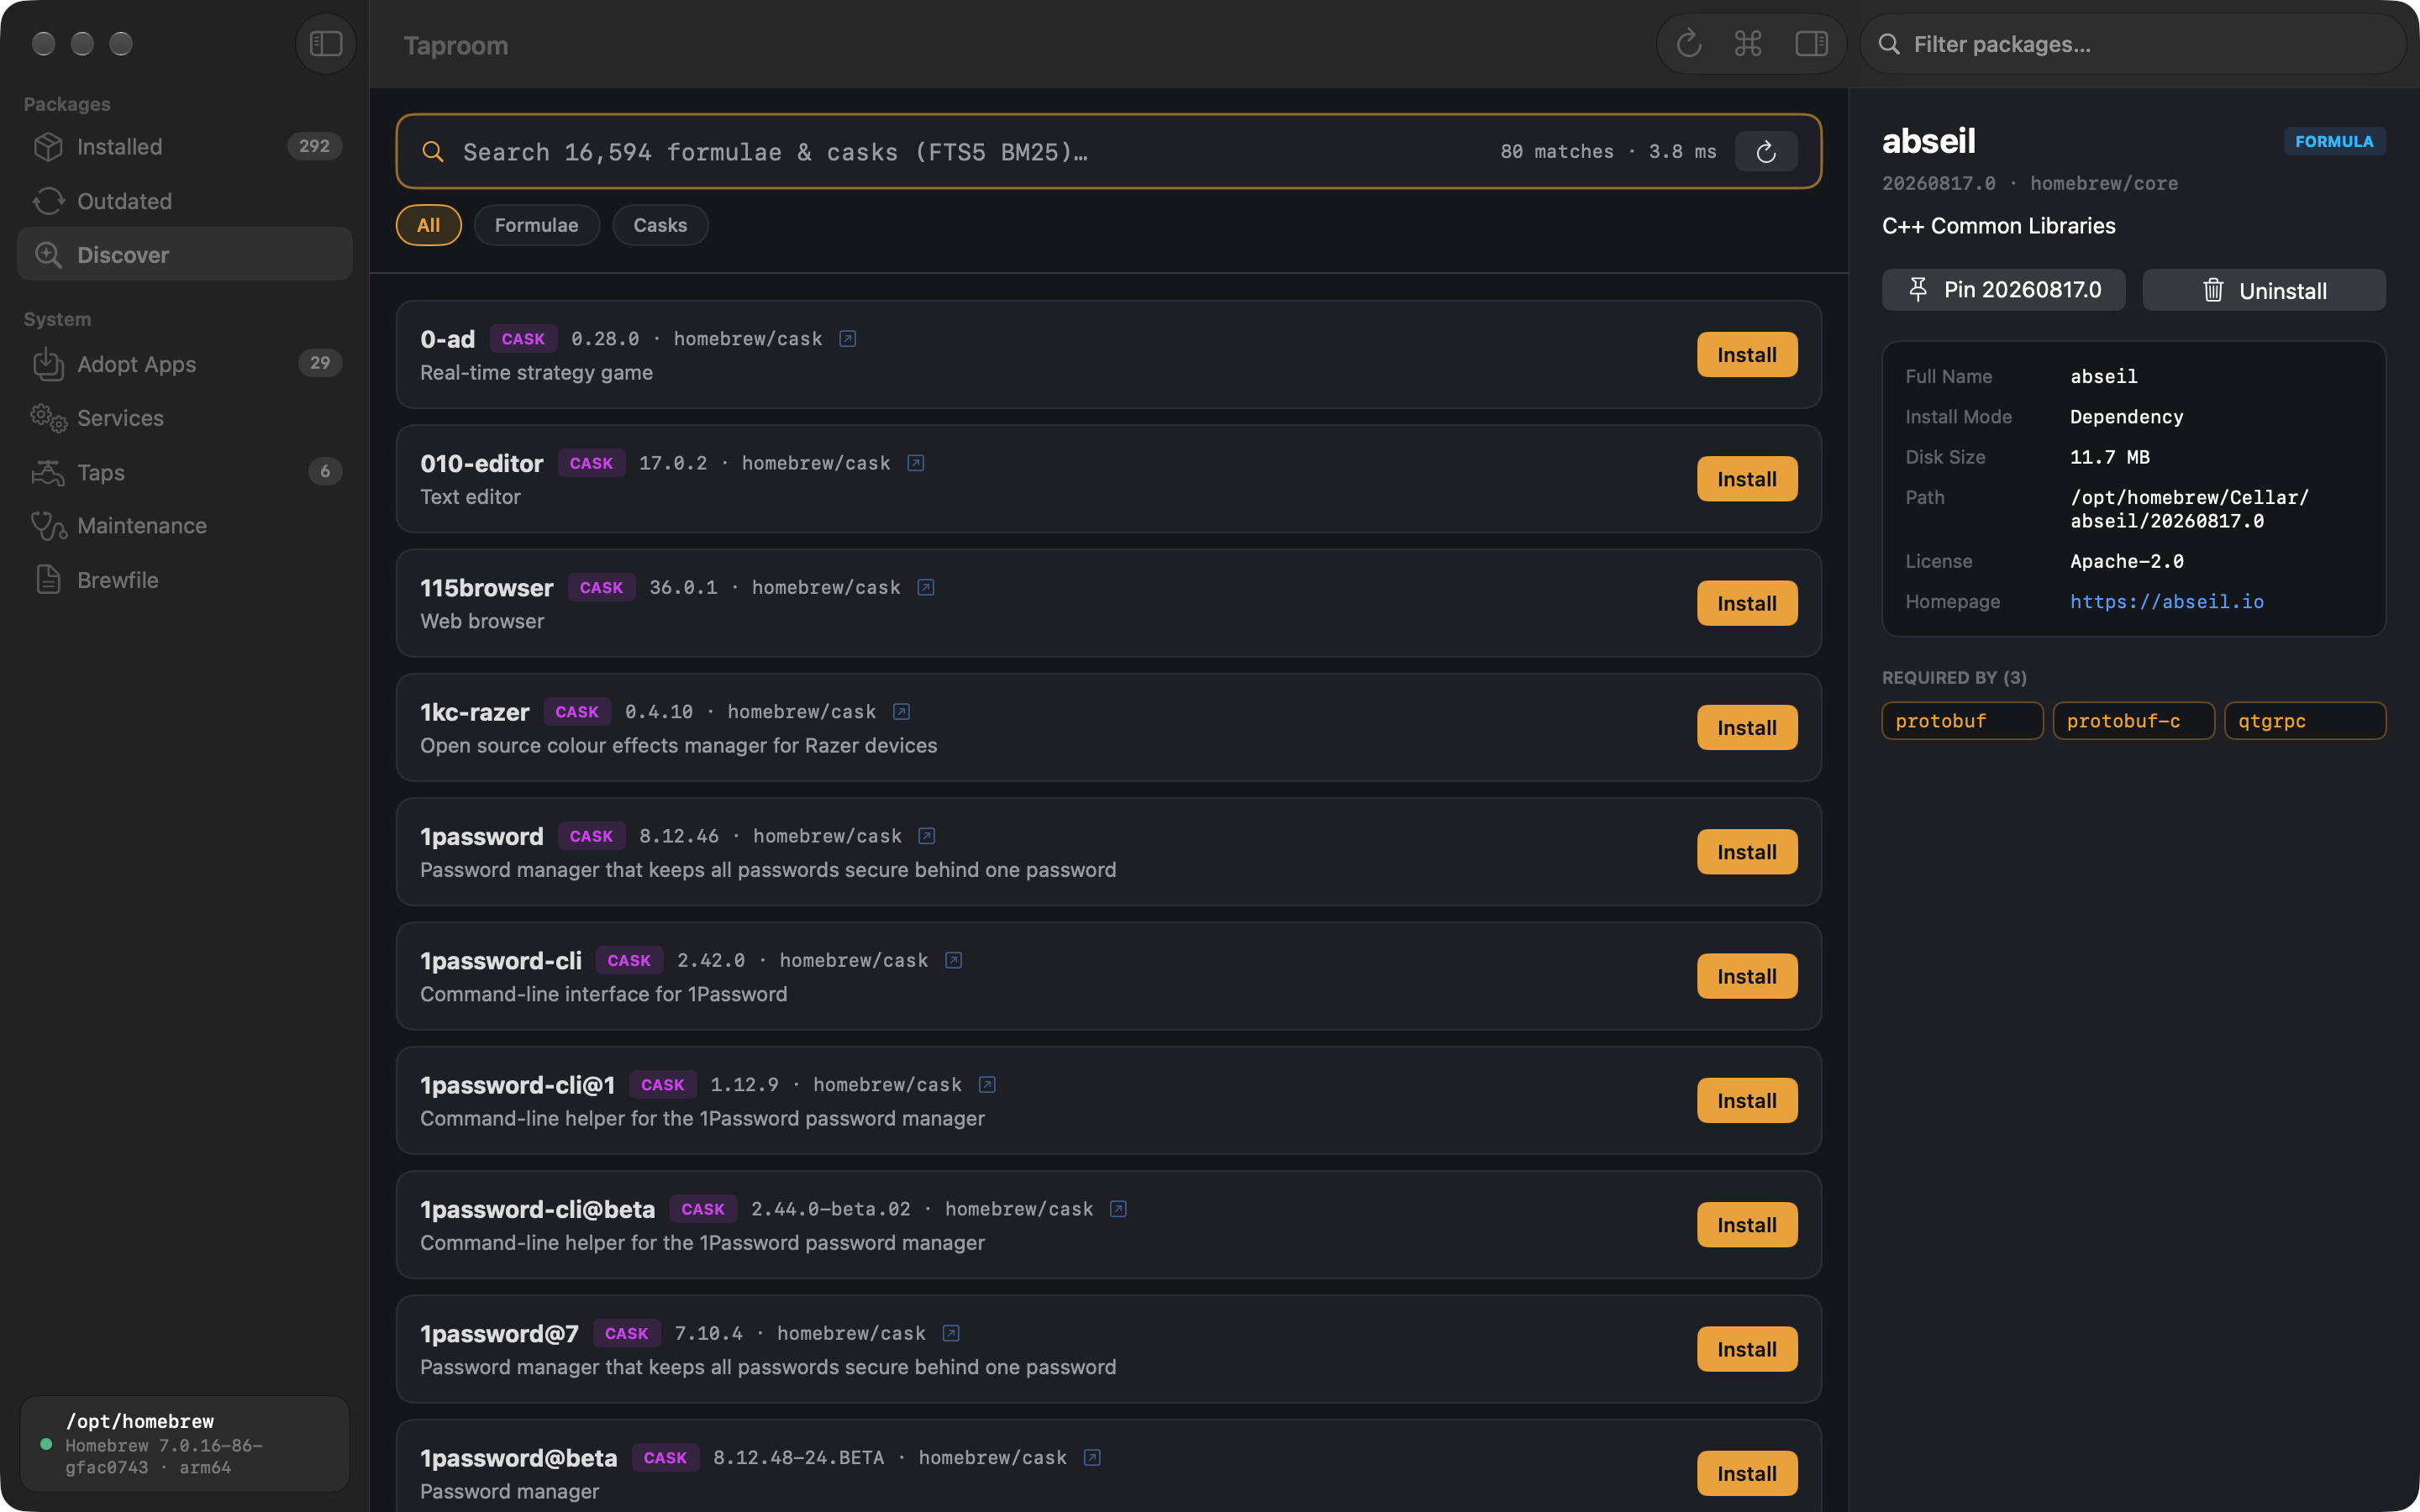 Packages
Installed 292
Outdated
Discover
System
Adopt Apps 29
Services
Taps 6
Maintenance
Brewfile
/opt/homebrew
Homebrew 7.0.16-86-
gfac0743 · arm64
Taproom
Filter packages...
Search 16,594 formulae & casks (FTS5 BM25)…
80 matches · 3.8 ms
All Formulae Casks
0-ad CASK 0.28.0 · homebrew/cask
Real-time strategy game
Install
010-editor CASK 17.0.2 · homebrew/cask
Text editor
Install
115browser CASK 36.0.1 · homebrew/cask
Web browser
Install
1kc-razer CASK 0.4.10 · homebrew/cask
Open source colour effects manager for Razer devices
Install
1password CASK 8.12.46 · homebrew/cask
Password manager that keeps all passwords secure behind one password
Install
1password-cli CASK 2.42.0 · homebrew/cask
Command-line interface for 1Password
Install
1password-cli@1 CASK 1.12.9 · homebrew/cask
Command-line helper for the 1Password password manager
Install
1password-cli@beta CASK 2.44.0-beta.02 · homebrew/cask
Command-line helper for the 1Password password manager
Install
1password@7 CASK 7.10.4 · homebrew/cask
Password manager that keeps all passwords secure behind one password
Install
1password@beta CASK 8.12.48-24.BETA · homebrew/cask
Password manager
Install
abseil FORMULA
20260817.0 · homebrew/core
C++ Common Libraries
Pin 20260817.0 Uninstall
Full Name abseil
Install Mode Dependency
Disk Size 11.7 MB
Path /opt/homebrew/Cellar/
abseil/20260817.0
License Apache-2.0
Homepage https://abseil.io
REQUIRED BY (3)
protobuf protobuf-c qtgrpc